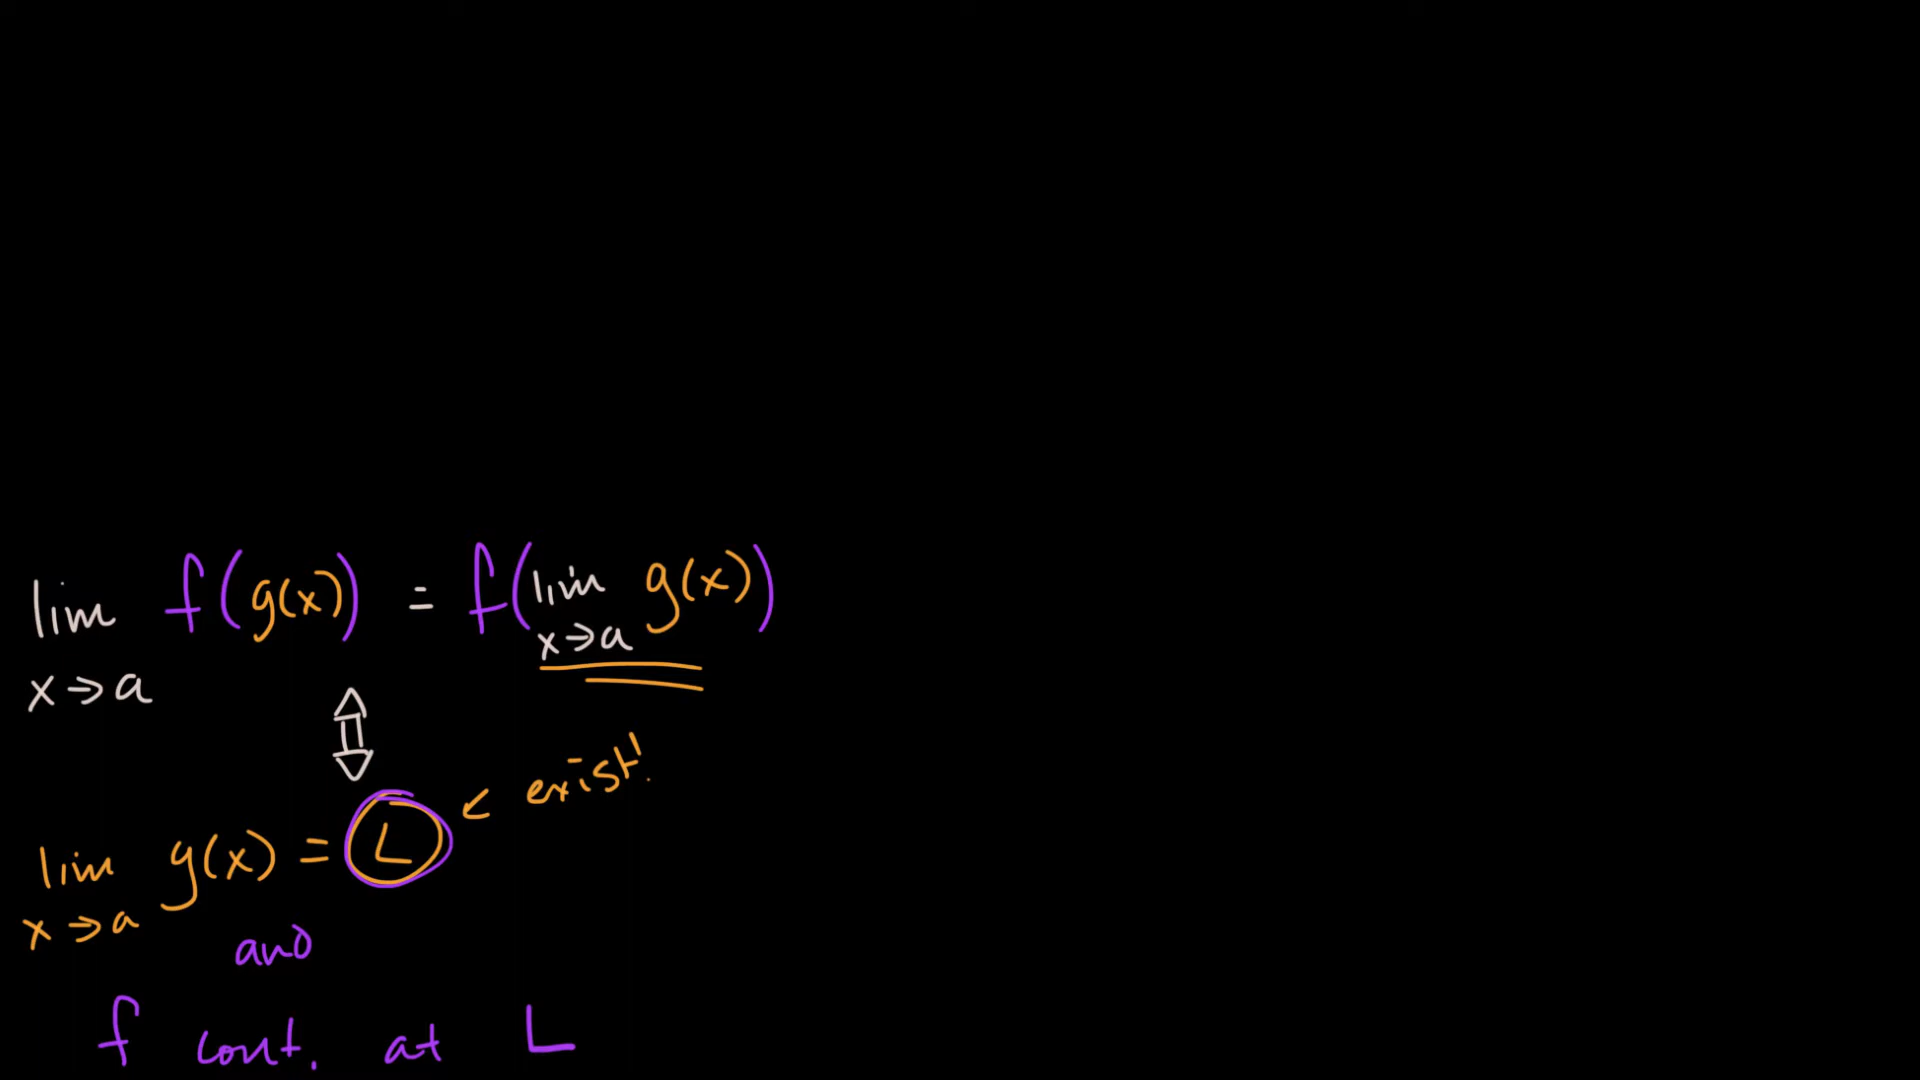 lim f(g(x)) = f(lim g(x))
x→a x→a
⇕
← exist!
lim g(x) = L
x→a
and
f cont. at L